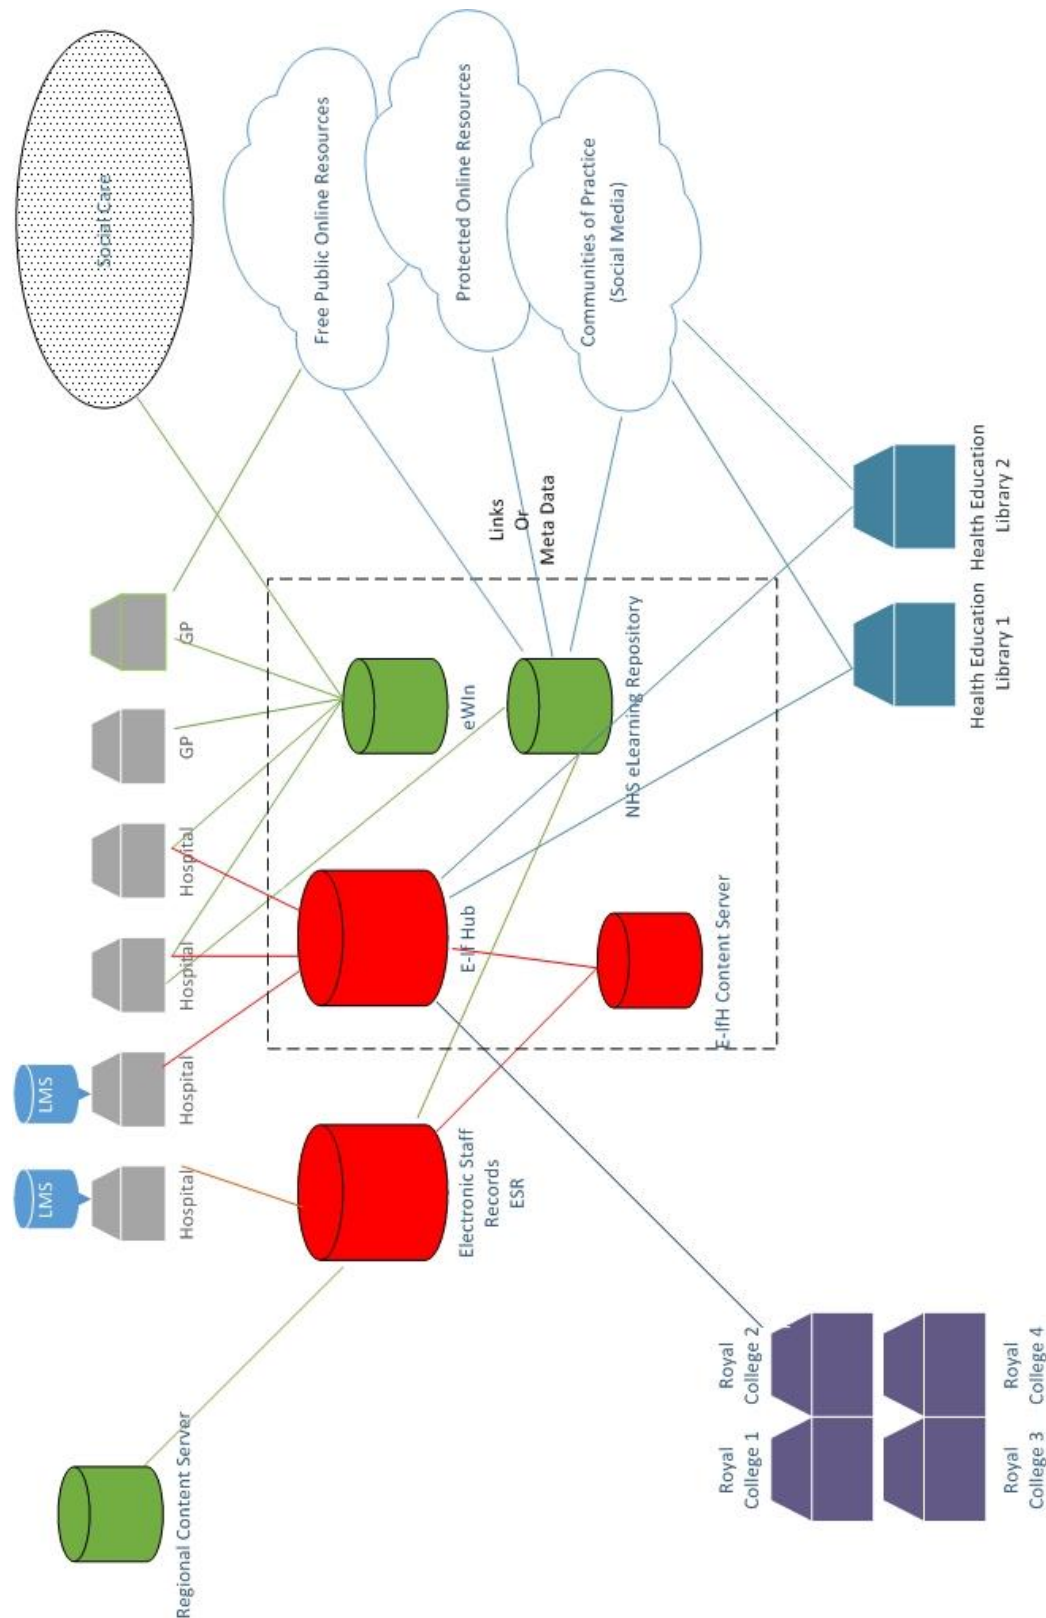 Social Care
LMS
LMS
Hospital
Hospital
Hospital
Hospital
GP
GP
Regional Content Server
Free Public Online Resources
Protected Online Resources
Communities of Practice
(Social Media)
Electronic Staff
Records
ESR
E-lf Hub
eWIn
Links
Or
Meta Data
NHS eLearning Repository
E-lfH Content Server
Royal
College 1
Royal
College 2
Royal
College 3
Royal
College 4
Health Education
Library 1
Health Education
Library 2